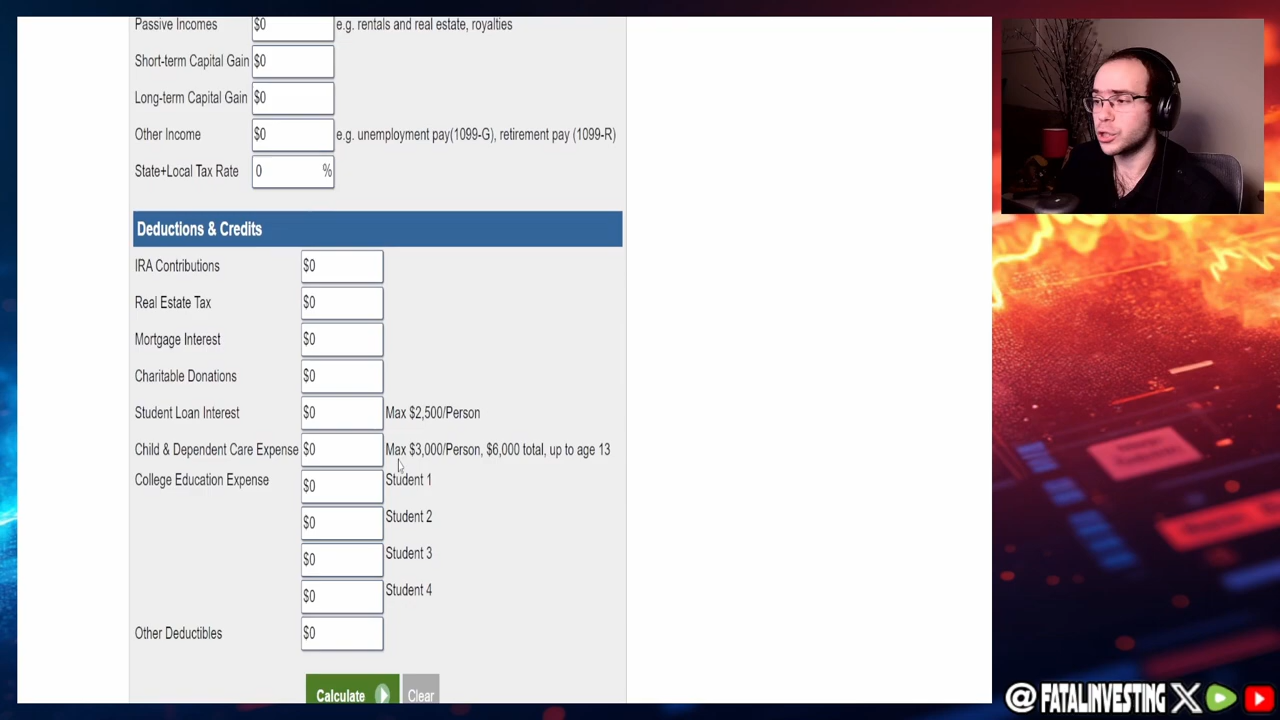 Passive Incomes $0 e.g. rentals and real estate, royalties
Short-term Capital Gain $0
Long-term Capital Gain $0
Other Income $0 e.g. unemployment pay(1099-G), retirement pay (1099-R)
State+Local Tax Rate 0 %
Deductions & Credits
IRA Contributions $0
Real Estate Tax $0
Mortgage Interest $0
Charitable Donations $0
Student Loan Interest $0 Max $2,500/Person
Child & Dependent Care Expense $0 Max $3,000/Person, $6,000 total, up to age 13
College Education Expense $0 Student 1
$0 Student 2
$0 Student 3
$0 Student 4
Other Deductibles $0
Calculate Clear
@FATALINVESTING